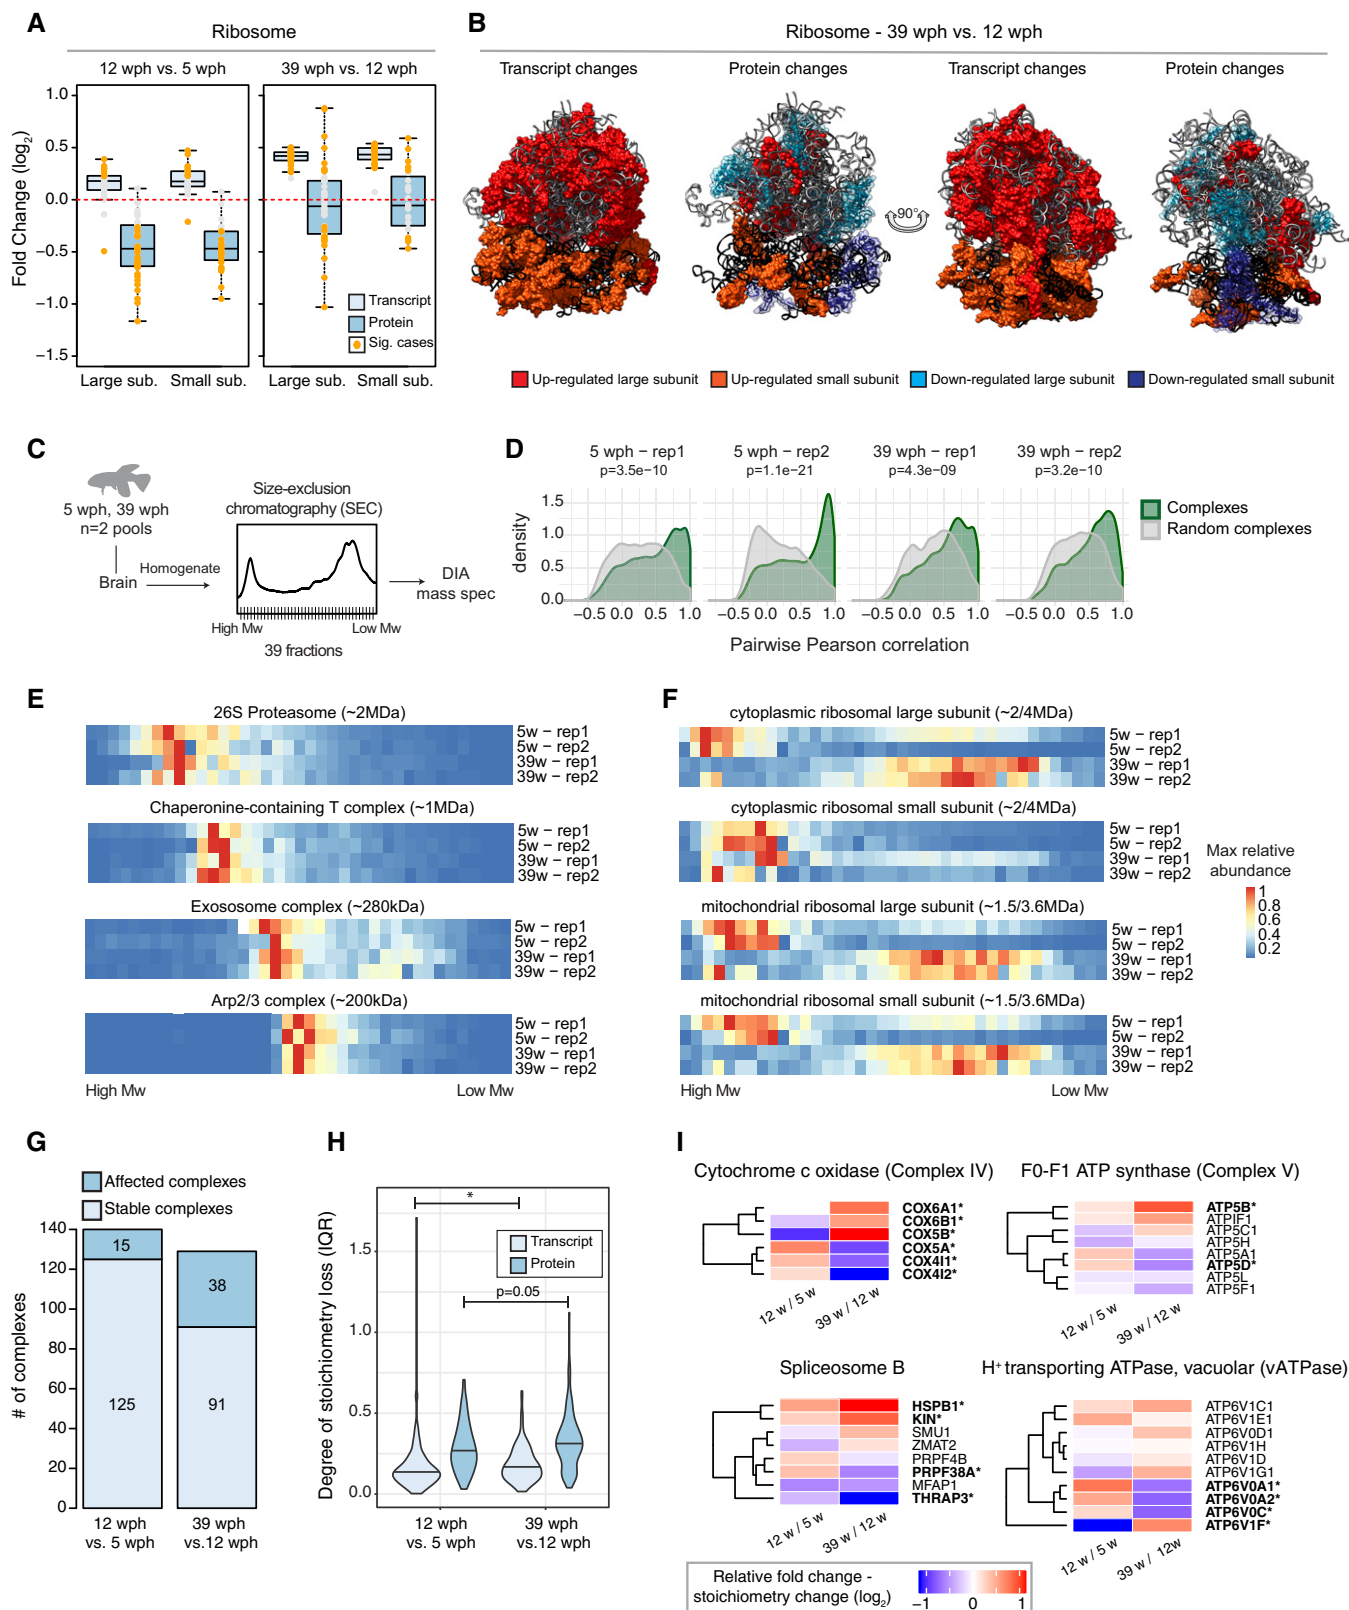 A
Ribosome
12 wph vs. 5 wph
39 wph vs. 12 wph
Fold Change (log2)
1.0
0.5
0.0
−0.5
−1.0
−1.5
Transcript
Protein
Sig. cases
Large sub.
Small sub.
Large sub.
Small sub.
B
Ribosome - 39 wph vs. 12 wph
Transcript changes
Protein changes
Transcript changes
Protein changes
90°
Up-regulated large subunit
Up-regulated small subunit
Down-regulated large subunit
Down-regulated small subunit
C
5 wph, 39 wph
n=2 pools
Brain
Homogenate
Size-exclusion
chromatography (SEC)
High Mw
Low Mw
39 fractions
DIA
mass spec
D
5 wph − rep1
p=3.5e−10
5 wph − rep2
p=1.1e−21
39 wph − rep1
p=4.3e−09
39 wph − rep2
p=3.2e−10
density
1.5
1.0
0.5
0.0
−0.5 0.0 0.5 1.0
−0.5 0.0 0.5 1.0
−0.5 0.0 0.5 1.0
−0.5 0.0 0.5 1.0
Pairwise Pearson correlation
Complexes
Random complexes
E
26S Proteasome (~2MDa)
5w − rep1
5w − rep2
39w − rep1
39w − rep2
Chaperonine-containing T complex (~1MDa)
5w − rep1
5w − rep2
39w − rep1
39w − rep2
Exososome complex (~280kDa)
5w − rep1
5w − rep2
39w − rep1
39w − rep2
Arp2/3 complex (~200kDa)
5w − rep1
5w − rep2
39w − rep1
39w − rep2
High Mw
Low Mw
F
cytoplasmic ribosomal large subunit (~2/4MDa)
5w − rep1
5w − rep2
39w − rep1
39w − rep2
cytoplasmic ribosomal small subunit (~2/4MDa)
5w − rep1
5w − rep2
39w − rep1
39w − rep2
mitochondrial ribosomal large subunit (~1.5/3.6MDa)
5w − rep1
5w − rep2
39w − rep1
39w − rep2
mitochondrial ribosomal small subunit (~1.5/3.6MDa)
5w − rep1
5w − rep2
39w − rep1
39w − rep2
High Mw
Low Mw
Max relative
abundance
1
0.8
0.6
0.4
0.2
G
Affected complexes
Stable complexes
# of complexes
140
120
100
80
60
40
20
0
15
125
38
91
12 wph
vs. 5 wph
39 wph
vs.12 wph
H
Degree of stoichiometry loss (IQR)
1.5
1.0
0.5
0.0
*
Transcript
Protein
p=0.05
12 wph
vs. 5 wph
39 wph
vs.12 wph
I
Cytochrome c oxidase (Complex IV)
COX6A1*
COX6B1*
COX5B*
COX5A*
COX4I1*
COX4I2*
12 w / 5 w
39 w / 12 w
F0-F1 ATP synthase (Complex V)
ATP5B*
ATPIF1
ATP5C1
ATP5H
ATP5A1
ATP5D*
ATP5L
ATP5F1
12 w / 5 w
39 w / 12 w
Spliceosome B
HSPB1*
KIN*
SMU1
ZMAT2
PRPF4B
PRPF38A*
MFAP1
THRAP3*
12 w / 5 w
39 w / 12 w
H+ transporting ATPase, vacuolar (vATPase)
ATP6V1C1
ATP6V1E1
ATP6V0D1
ATP6V1H
ATP6V1D
ATP6V1G1
ATP6V0A1*
ATP6V0A2*
ATP6V0C*
ATP6V1F*
12 w / 5 w
39 w / 12w
Relative fold change -
stoichiometry change (log2)
−1
0
1